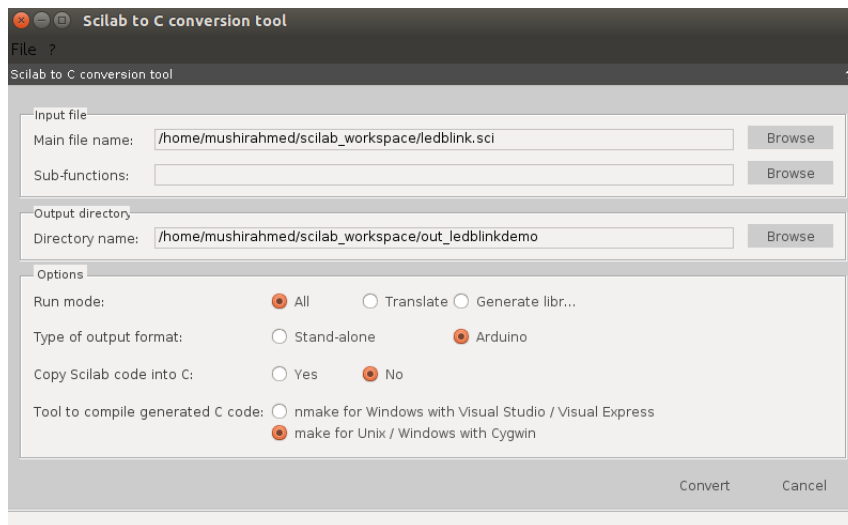 Scilab to C conversion tool
File ?
Scilab to C conversion tool
Input file
Main file name: /home/mushirahmed/scilab_workspace/ledblink.sci Browse
Sub-functions: Browse
Output directory
Directory name: /home/mushirahmed/scilab_workspace/out_ledblinkdemo Browse
Options
Run mode: All Translate Generate libr...
Type of output format: Stand-alone Arduino
Copy Scilab code into C: Yes No
Tool to compile generated C code: nmake for Windows with Visual Studio / Visual Express
make for Unix / Windows with Cygwin
Convert Cancel